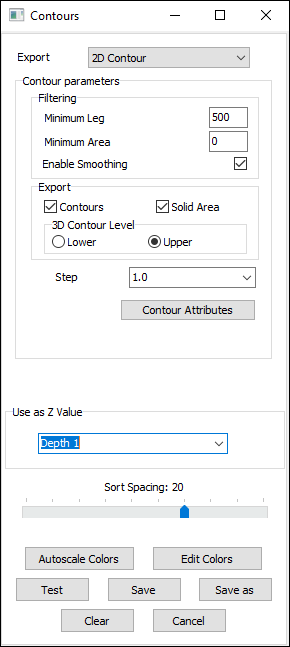 Contours
Export 2D Contour
Contour parameters
Filtering
Minimum Leg 500
Minimum Area 0
Enable Smoothing
Export
Contours Solid Area
3D Contour Level
Lower Upper
Step 1.0
Contour Attributes
Use as Z Value
Depth 1
Sort Spacing: 20
Autoscale Colors Edit Colors
Test Save Save as
Clear Cancel